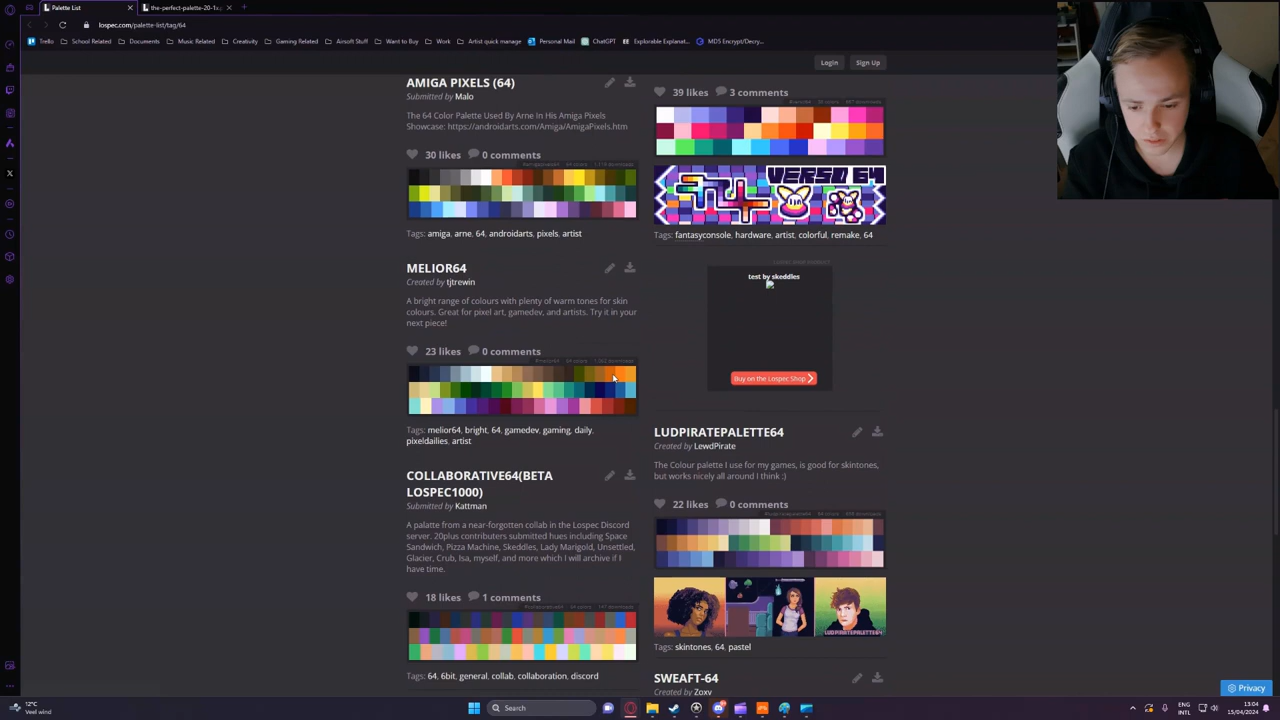 Palette List
the-perfect-palette-20-1x.
lospec.com/palette-list/tag/64
Trello
School Related
Documents
Music Related
Creativity
Gaming Related
Airsoft Stuff
Want to Buy
Work
Artist quick manage
Personal Mail
ChatGPT
Explorable Explanat...
MD5 Encrypt/Decry...
Login
Sign Up
AMIGA PIXELS (64)
Submitted by Malo
The 64 Color Palette Used By Arne In His Amiga Pixels
Showcase: https://androidarts.com/Amiga/AmigaPixels.htm
30 likes
0 comments
Tags: amiga, arne, 64, androidarts, pixels, artist
MELIOR64
Created by tjtrewin
A bright range of colours with plenty of warm tones for skin
colours. Great for pixel art, gamedev, and artists. Try it in your
next piece!
23 likes
0 comments
Tags: melior64, bright, 64, gamedev, gaming, daily,
pixeldailies, artist
COLLABORATIVE64(BETA
LOSPEC1000)
Submitted by Kattman
A palatte from a near-forgotten collab in the Lospec Discord
server. 20plus contributers submitted hues including Space
Sandwich, Pizza Machine, Skeddles, Lady Marigold, Unsettled,
Glacier, Crub, Isa, myself, and more which I will archive if I
have time.
18 likes
1 comments
Tags: 64, 6bit, general, collab, collaboration, discord
39 likes
3 comments
VERSO 64
Tags: fantasyconsole, hardware, artist, colorful, remake, 64
test by skeddles
Buy on the Lospec Shop
LUDPIRATEPALETTE64
Created by LewdPirate
The Colour palette I use for my games, is good for skintones,
but works nicely all around I think :)
22 likes
0 comments
LUDPIRATEPALETTE64
Tags: skintones, 64, pastel
SWEAFT-64
Created by Zoxv
Privacy
12°C
Veel wind
Search
ENG
INTL
13:04
15/04/2024